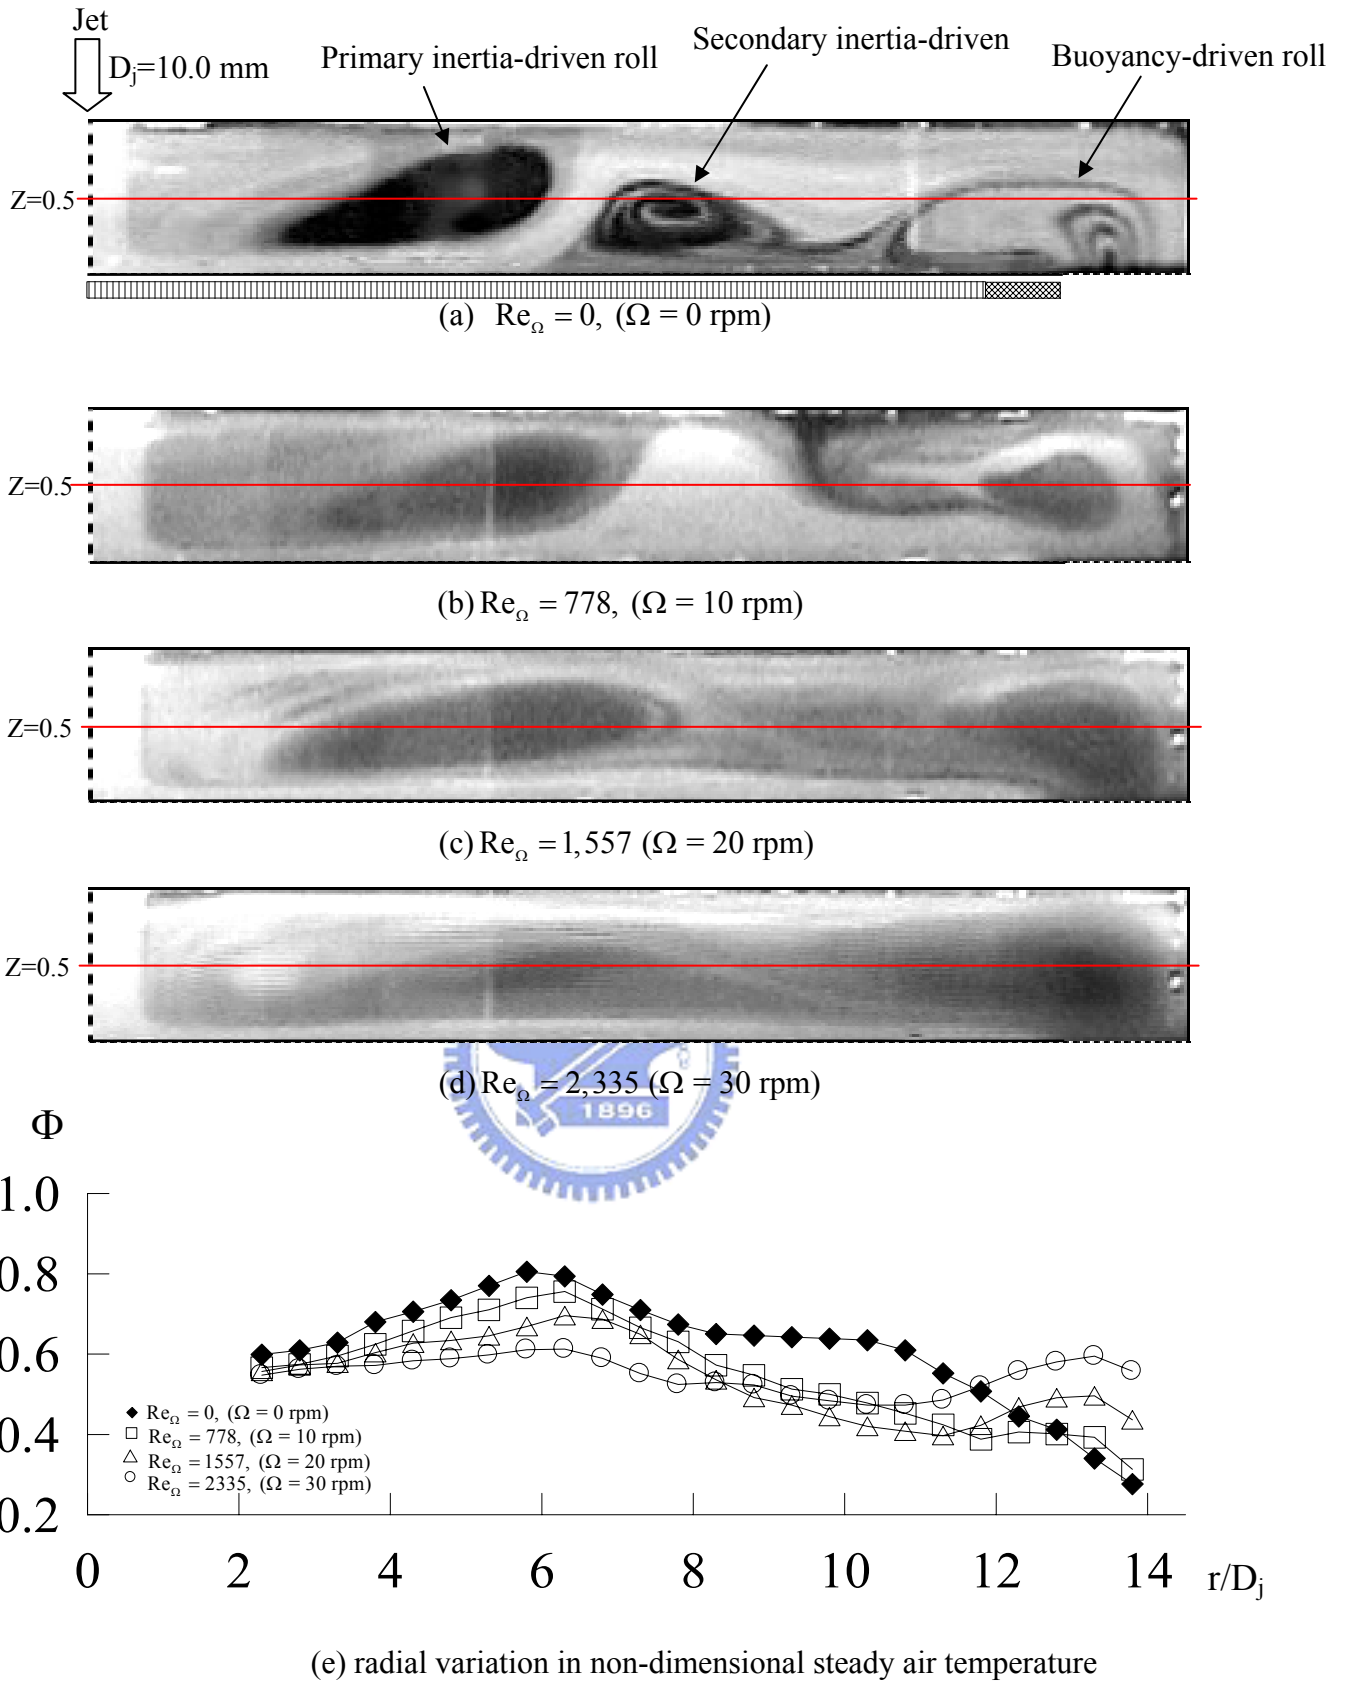 Jet
Dj=10.0 mm
Primary inertia-driven roll
Secondary inertia-driven
Buoyancy-driven roll
Z=0.5
(a) ReΩ = 0, (Ω = 0 rpm)
Z=0.5
(b) ReΩ = 778, (Ω = 10 rpm)
Z=0.5
(c) ReΩ = 1,557 (Ω = 20 rpm)
Z=0.5
(d) ReΩ = 2,335 (Ω = 30 rpm)
1896
Φ
1.0
0.8
0.6
0.4
0.2
ReΩ = 0, (Ω = 0 rpm)
ReΩ = 778, (Ω = 10 rpm)
ReΩ = 1557, (Ω = 20 rpm)
ReΩ = 2335, (Ω = 30 rpm)
0 2 4 6 8 10 12 14 r/Dj
(e) radial variation in non-dimensional steady air temperature